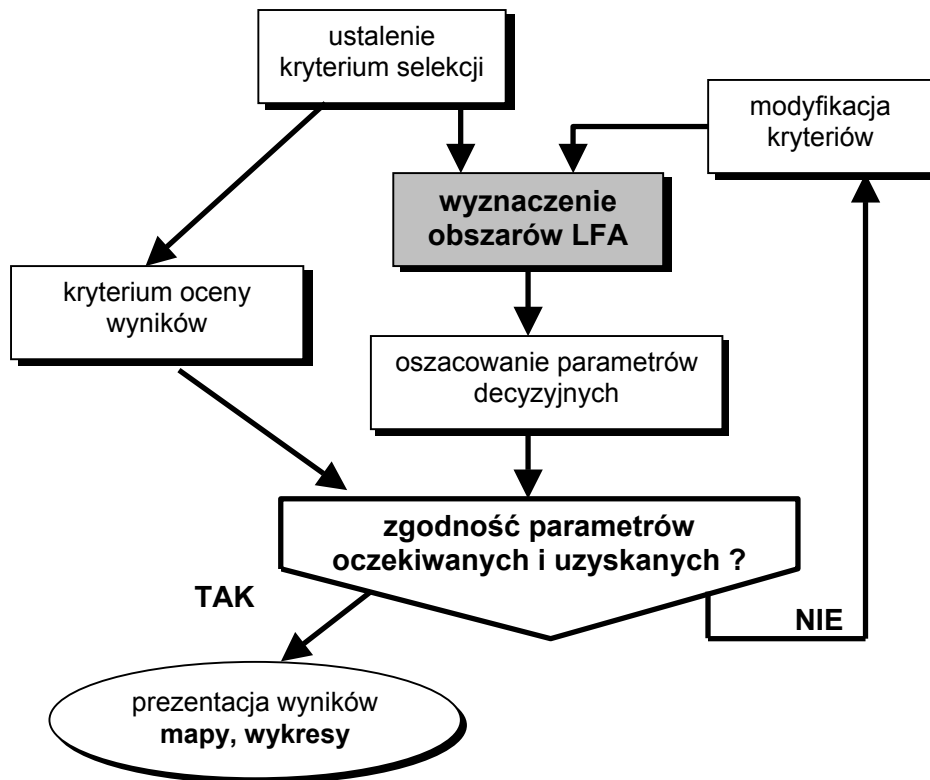 ustalenie
kryterium selekcji
modyfikacja
kryteriów
wyznaczenie
obszarów LFA
kryterium oceny
wyników
oszacowanie parametrów
decyzyjnych
zgodność parametrów
oczekiwanych i uzyskanych ?
TAK
NIE
prezentacja wyników
mapy, wykresy